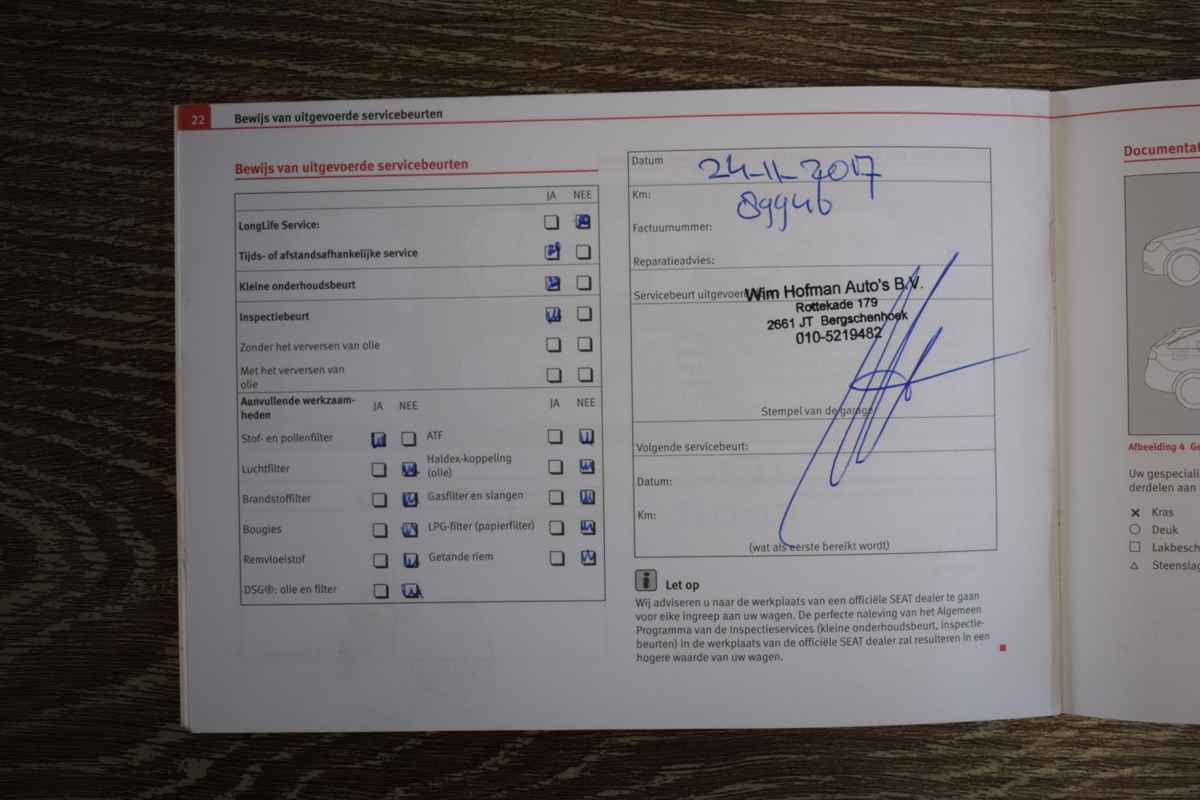 22 Bewijs van uitgevoerde servicebeurten
Bewijs van uitgevoerde servicebeurten
JA NEE
LongLife Service:
Tijds- of afstandsafhankelijke service
Kleine onderhoudsbeurt
Inspectiebeurt
Zonder het verversen van olie
Met het verversen van
olie
Aanvullende werkzaam-
heden
JA NEE JA NEE
Stof- en pollenfilter ATF
Luchtfilter Haldex-koppeling
(olie)
Brandstoffilter Gasfilter en slangen
Bougies LPG-filter (papierfilter)
Remvloeistof Getande riem
DSG®: olie en filter
Datum 24-11-2017
Km: 89946
Factuurnummer:
Reparatieadvies:
Servicebeurt uitgevoerd
Wim Hofman Auto's B.V.
Rottekade 179
2661 JT Bergschenhoek
010-5219482
Stempel van de garage
Volgende servicebeurt:
Datum:
Km:
(wat als eerste bereikt wordt)
i Let op
Wij adviseren u naar de werkplaats van een officiële SEAT dealer te gaan
voor elke ingreep aan uw wagen. De perfecte naleving van het Algemeen
Programma van de Inspectieservices (kleine onderhoudsbeurt, inspectie-
beurten) in de werkplaats van de officiële SEAT dealer zal resulteren in een
hogere waarde van uw wagen.
Afbeelding 4
Uw
derdelen aan
Kras
Deuk